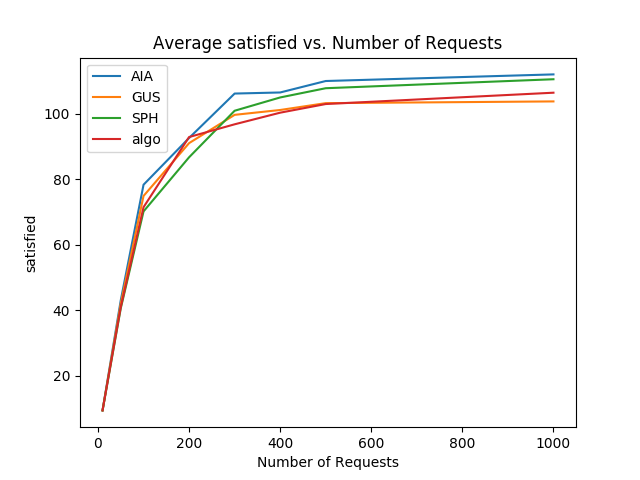 Average satisfied vs. Number of Requests
AIA
GUS
SPH
algo
100
80
60
40
20
satisfied
0 200 400 600 800 1000
Number of Requests